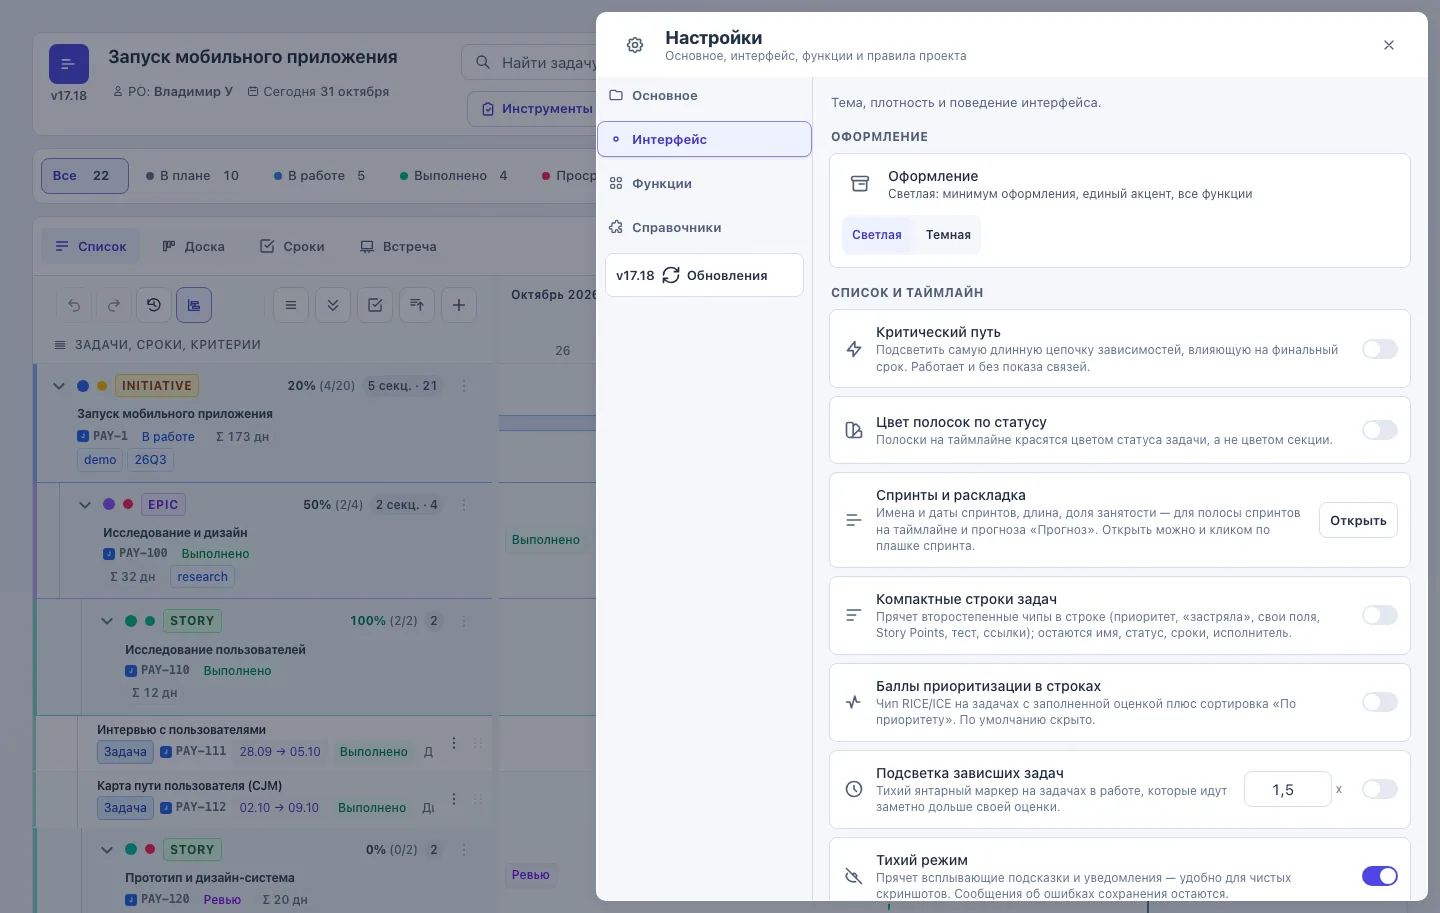 Запуск мобильного приложения
v17.18
РО: Владимир У
Сегодня 31 октября
Найти задачу
Инструменты
Все 22
В плане 10
В работе 5
Выполнено 4
Список
Доска
Сроки
Встреча
Октябрь 2026
26
ЗАДАЧИ, СРОКИ, КРИТЕРИИ
INITIATIVE 20% (4/20) 5 секц. · 21
Запуск мобильного приложения
PAY-1 В работе Σ 173 дн
demo 26Q3
EPIC 50% (2/4) 2 секц. · 4
Исследование и дизайн
PAY-100 Выполнено
Σ 32 дн research
Выполнено
STORY 100% (2/2) 2
Исследование пользователей
PAY-110 Выполнено
Σ 12 дн
Интервью с пользователями
Задача PAY-111 28.09 → 05.10 Выполнено
Карта пути пользователя (CJM)
Задача PAY-112 02.10 → 09.10 Выполнено
STORY 0% (0/2) 2
Прототип и дизайн-система
PAY-120 Ревью Σ 20 дн
Ревью
Настройки
Основное, интерфейс, функции и правила проекта
Основное
Интерфейс
Функции
Справочники
v17.18 Обновления
Тема, плотность и поведение интерфейса.
ОФОРМЛЕНИЕ
Оформление
Светлая: минимум оформления, единый акцент, все функции
Светлая Темная
СПИСОК И ТАЙМЛАЙН
Критический путь
Подсветить самую длинную цепочку зависимостей, влияющую на финальный
срок. Работает и без показа связей.
Цвет полосок по статусу
Полоски на таймлайне красятся цветом статуса задачи, а не цветом секции.
Спринты и раскладка
Имена и даты спринтов, длина, доля занятости — для полосы спринтов
на таймлайне и прогноза «Прогноз». Открыть можно и кликом по
плашке спринта.
Открыть
Компактные строки задач
Прячет второстепенные чипы в строке (приоритет, «застряла», свои поля,
Story Points, тест, ссылки); остаются имя, статус, сроки, исполнитель.
Баллы приоритизации в строках
Чип RICE/ICE на задачах с заполненной оценкой плюс сортировка «По
приоритету». По умолчанию скрыто.
Подсветка зависших задач
Тихий янтарный маркер на задачах в работе, которые идут
заметно дольше своей оценки.
1,5 x
Тихий режим
Прячет всплывающие подсказки и уведомления — удобно для чистых
скриншотов. Сообщения об ошибках сохранения остаются.